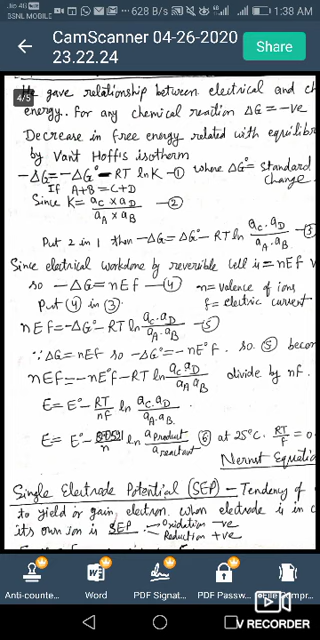 628 B/s 1:38 AM
BSNL MOBILE
CamScanner 04-26-2020
23.22.24
Share
4/5
He gave relationship between electrical and ch
energy. For any chemical reaction ΔG = -ve
Decrease in free energy related with equilib
by Vant Hoff's isotherm
-ΔG = -ΔG° - RT lnK - ① where ΔG° = Standard
If A+B = C+D change
Since K = aC x aD / aA x aB - ②
Put 2 in 1 then -ΔG = ΔG° - RT ln aC. aD / aA. aB - ③
Since electrical workdone by reversible cell is = nEF
so -ΔG = nEF - ④ n = valence of ions
Put ④ in ③. f = electric current
nEF = -ΔG° - RT ln aC. aD / aA. aB - ⑤
∵ ΔG = nEF so -ΔG° = -nE°F. so ⑤ becom
nEF = -nE°F - RT ln aC aD / aA aB divide by nF.
E = E° - RT/nf ln aC. aD / aA. aB
E = E° - /n ln a Product / a reactant ⑥ at 25°C. RT/F = 0
Nernst Equatio
Single Electrode Potential (SEP) - Tendency of
to yield or gain electron. When electrode is in c
its own ion is SEP Oxidation -ve
Reduction +ve
Anti-counte... Word PDF Signat... PDF Passw...
V RECORDER